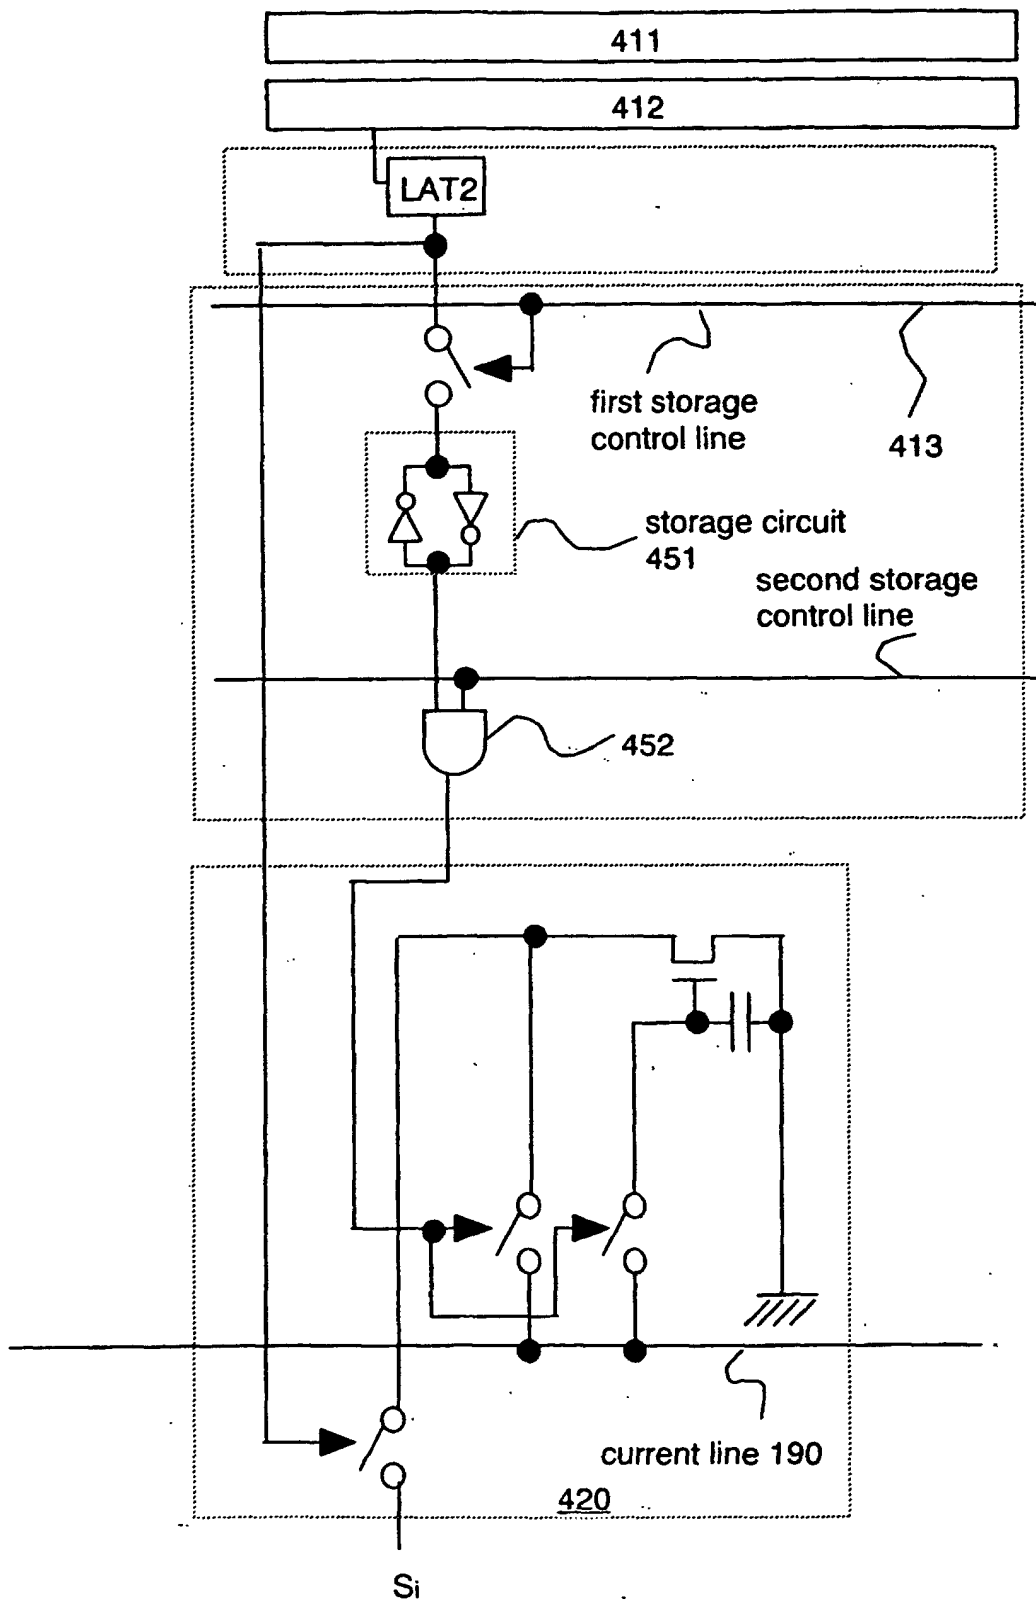 411
412
LAT2
first storage
control line
413
storage circuit
451
second storage
control line
452
current line 190
420
Si